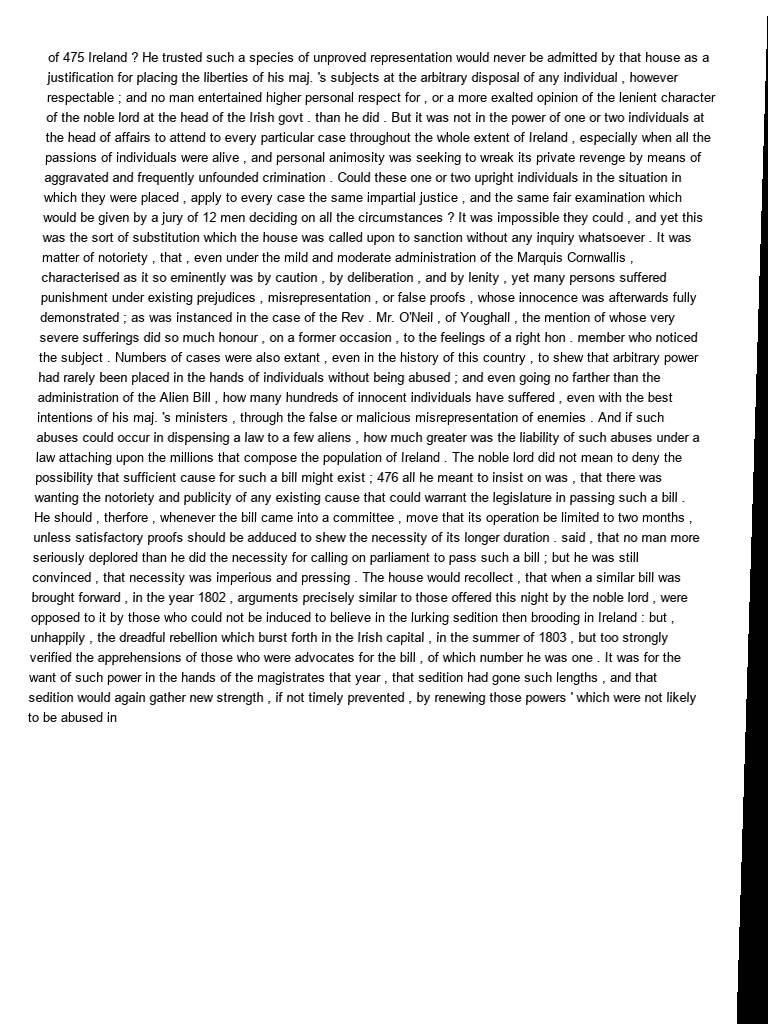 of 475 Ireland ? He trusted such a species of unproved representation would never be admitted by that house as a
justification for placing the liberties of his maj. 's subjects at the arbitrary disposal of any individual , however
respectable ; and no man entertained higher personal respect for , or a more exalted opinion of the lenient character
of the noble lord at the head of the Irish govt . than he did . But it was not in the power of one or two individuals at
the head of affairs to attend to every particular case throughout the whole extent of Ireland , especially when all the
passions of individuals were alive , and personal animosity was seeking to wreak its private revenge by means of
aggravated and frequently unfounded crimination . Could these one or two upright individuals in the situation in
which they were placed , apply to every case the same impartial justice , and the same fair examination which
would be given by a jury of 12 men deciding on all the circumstances ? It was impossible they could , and yet this
was the sort of substitution which the house was called upon to sanction without any inquiry whatsoever . It was
matter of notoriety , that , even under the mild and moderate administration of the Marquis Cornwallis ,
characterised as it so eminently was by caution , by deliberation , and by lenity , yet many persons suffered
punishment under existing prejudices , misrepresentation , or false proofs , whose innocence was afterwards fully
demonstrated ; as was instanced in the case of the Rev . Mr. O'Neil , of Youghall , the mention of whose very
severe sufferings did so much honour , on a former occasion , to the feelings of a right hon . member who noticed
the subject . Numbers of cases were also extant , even in the history of this country , to shew that arbitrary power
had rarely been placed in the hands of individuals without being abused ; and even going no farther than the
administration of the Alien Bill , how many hundreds of innocent individuals have suffered , even with the best
intentions of his maj. 's ministers , through the false or malicious misrepresentation of enemies . And if such
abuses could occur in dispensing a law to a few aliens , how much greater was the liability of such abuses under a
law attaching upon the millions that compose the population of Ireland . The noble lord did not mean to deny the
possibility that sufficient cause for such a bill might exist ; 476 all he meant to insist on was , that there was
wanting the notoriety and publicity of any existing cause that could warrant the legislature in passing such a bill .
He should , therfore , whenever the bill came into a committee , move that its operation be limited to two months ,
unless satisfactory proofs should be adduced to shew the necessity of its longer duration . said , that no man more
seriously deplored than he did the necessity for calling on parliament to pass such a bill ; but he was still
convinced , that necessity was imperious and pressing . The house would recollect , that when a similar bill was
brought forward , in the year 1802 , arguments precisely similar to those offered this night by the noble lord , were
opposed to it by those who could not be induced to believe in the lurking sedition then brooding in Ireland : but ,
unhappily , the dreadful rebellion which burst forth in the Irish capital , in the summer of 1803 , but too strongly
verified the apprehensions of those who were advocates for the bill , of which number he was one . It was for the
want of such power in the hands of the magistrates that year , that sedition had gone such lengths , and that
sedition would again gather new strength , if not timely prevented , by renewing those powers ' which were not likely
to be abused in